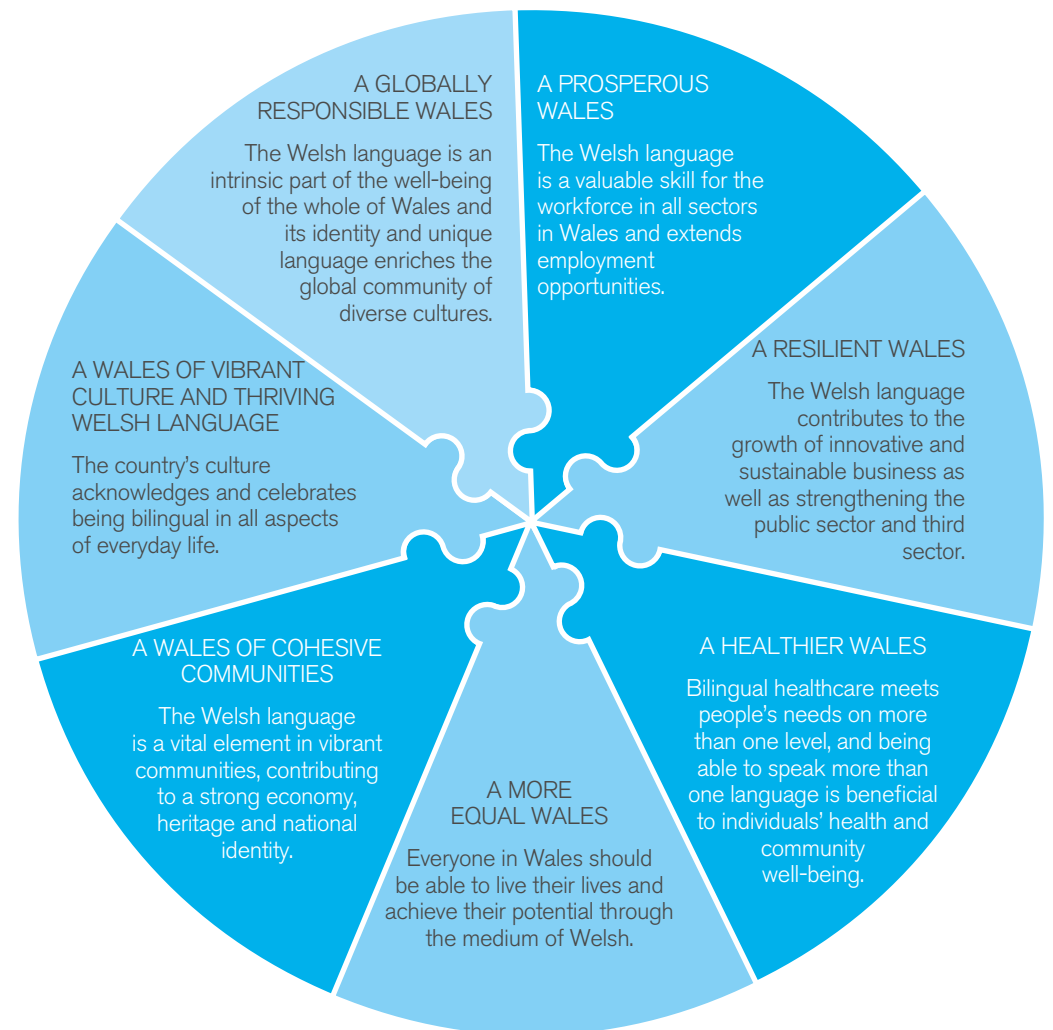 A GLOBALLY
RESPONSIBLE WALES
The Welsh language is an
intrinsic part of the well-being
of the whole of Wales and
its identity and unique
language enriches the
global community of
diverse cultures.
A PROSPEROUS
WALES
The Welsh language
is a valuable skill for the
workforce in all sectors
in Wales and extends
employment
opportunities.
A RESILIENT WALES
The Welsh language
contributes to the
growth of innovative and
sustainable business as
well as strengthening the
public sector and third
sector.
A HEALTHIER WALES
Bilingual healthcare meets
people’s needs on more
than one level, and being
able to speak more than
one language is beneficial
to individuals’ health and
community
well-being.
A MORE
EQUAL WALES
Everyone in Wales should
be able to live their lives and
achieve their potential through
the medium of Welsh.
A WALES OF COHESIVE
COMMUNITIES
The Welsh language
is a vital element in vibrant
communities, contributing
to a strong economy,
heritage and national
identity.
A WALES OF VIBRANT
CULTURE AND THRIVING
WELSH LANGUAGE
The country’s culture
acknowledges and celebrates
being bilingual in all aspects
of everyday life.